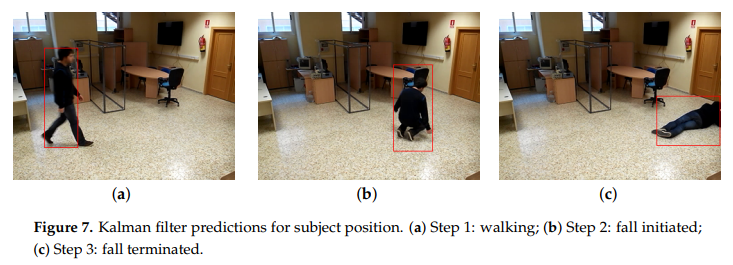 (a)
(b)
(c)
Figure 7. Kalman filter predictions for subject position. (a) Step 1: walking; (b) Step 2: fall initiated;
(c) Step 3: fall terminated.